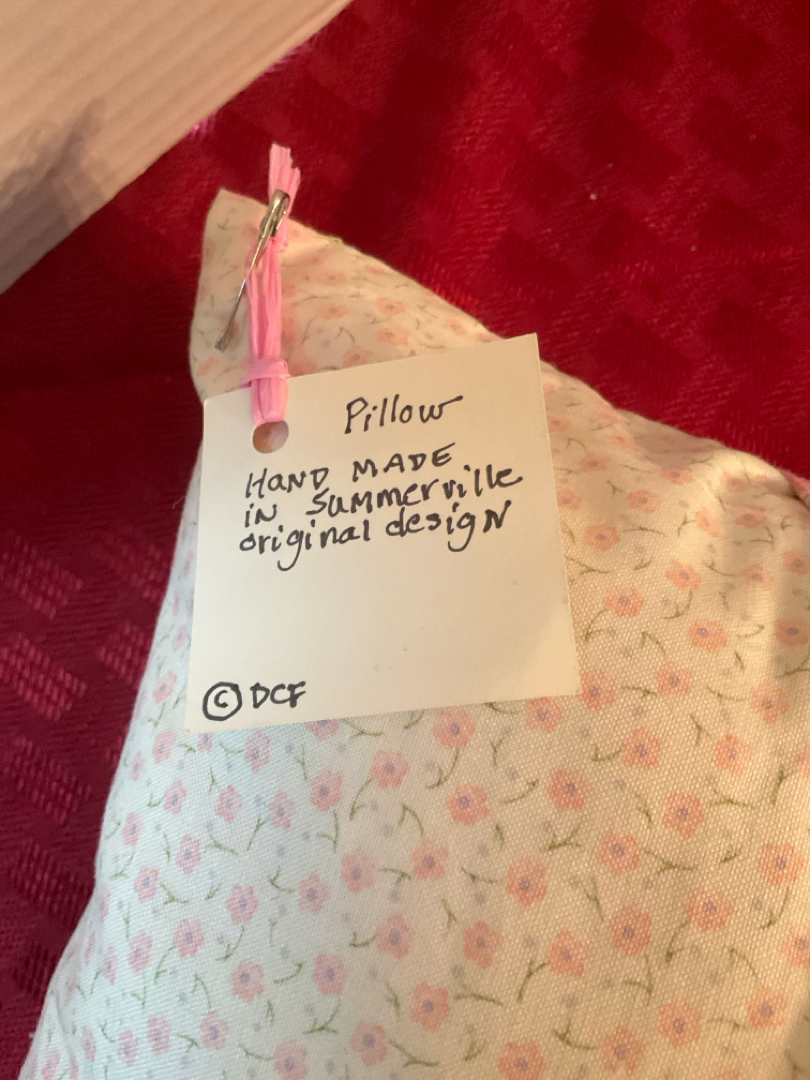 Pillow
HAND MADE
iN SuMMerville
original desigN
© DCF